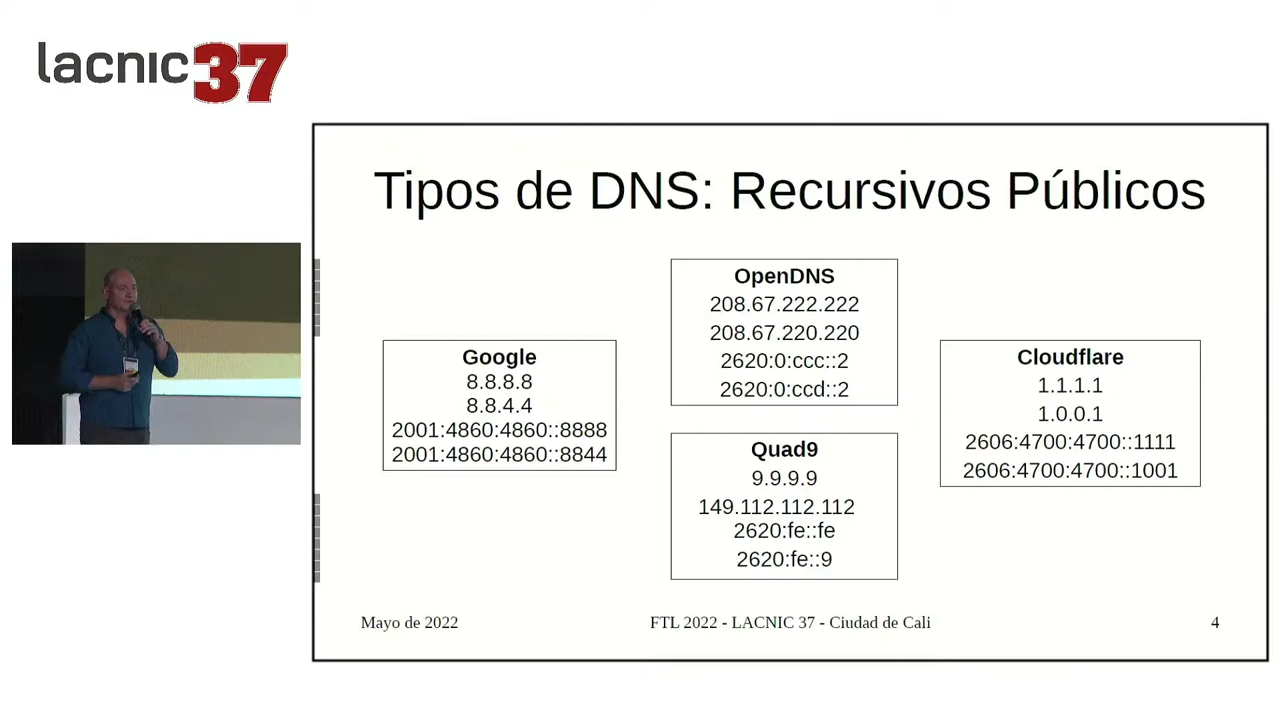 lacnic 37
Tipos de DNS: Recursivos Públicos
Google
8.8.8.8
8.8.4.4
2001:4860:4860::8888
2001:4860:4860::8844
OpenDNS
208.67.222.222
208.67.220.220
2620:0:ccc::2
2620:0:ccd::2
Quad9
9.9.9.9
149.112.112.112
2620:fe::fe
2620:fe::9
Cloudflare
1.1.1.1
1.0.0.1
2606:4700:4700::1111
2606:4700:4700::1001
Mayo de 2022
FTL 2022 - LACNIC 37 - Ciudad de Cali
4